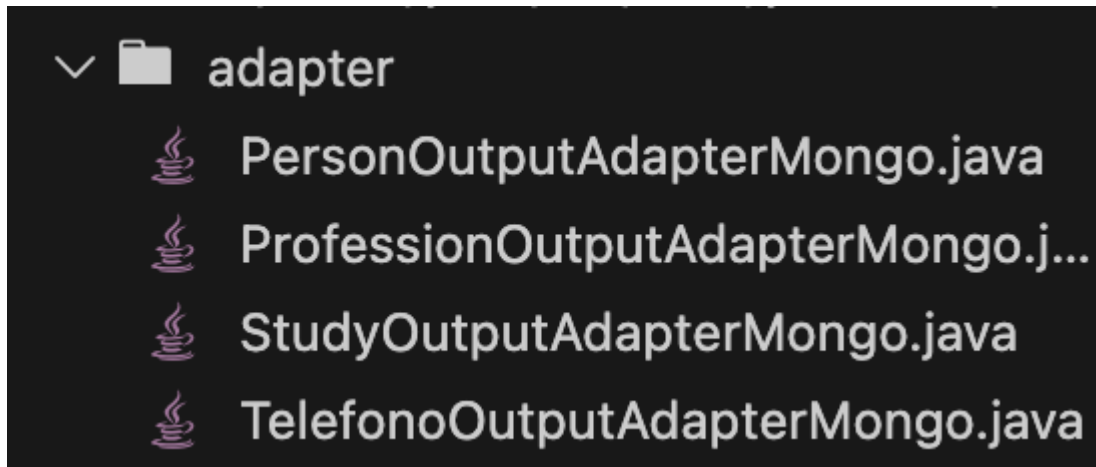 adapter
PersonOutputAdapterMongo.java
ProfessionOutputAdapterMongo.j...
StudyOutputAdapterMongo.java
TelefonoOutputAdapterMongo.java